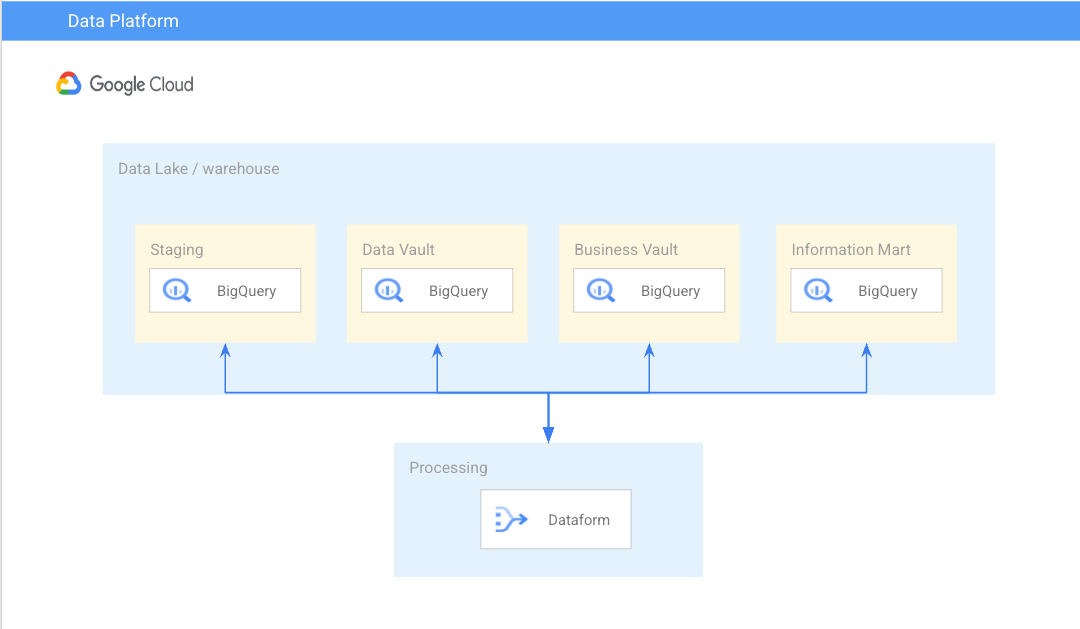 Data Platform
Google Cloud
Data Lake / warehouse
Staging
BigQuery
Data Vault
BigQuery
Business Vault
BigQuery
Information Mart
BigQuery
Processing
Dataform